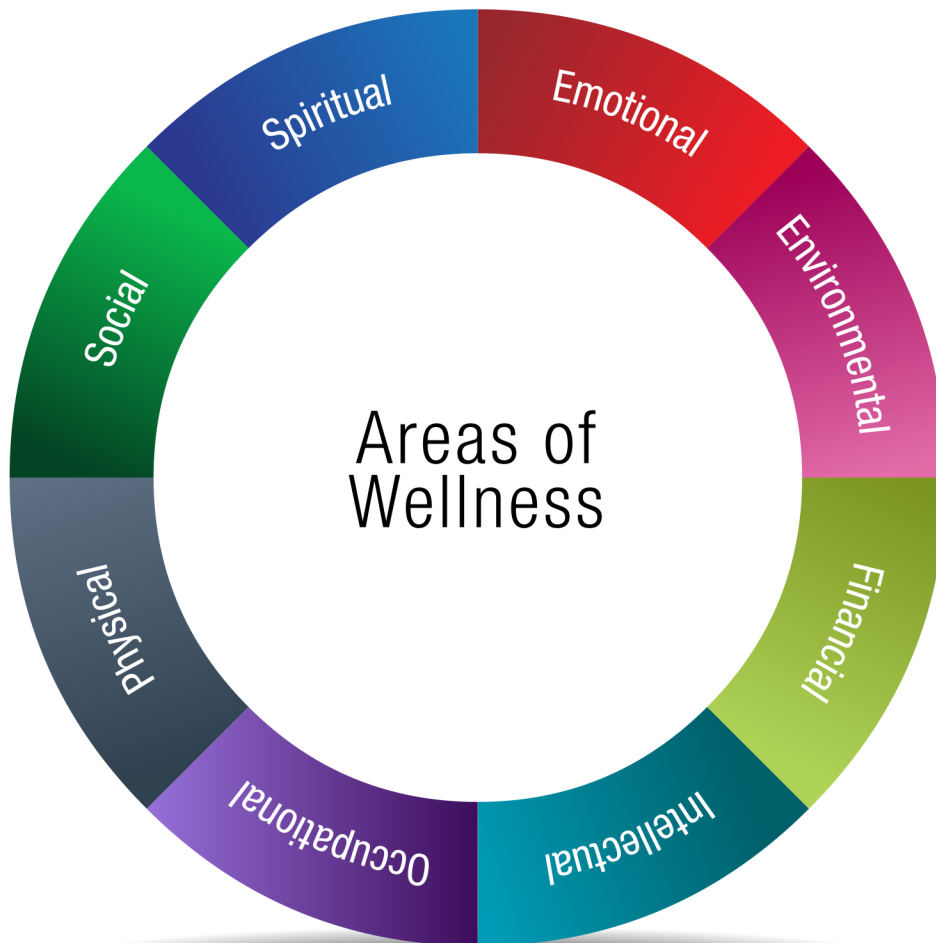 Emotional
Environmental
Financial
Intellectual
Occupational
Physical
Social
Spiritual
Areas of
Wellness